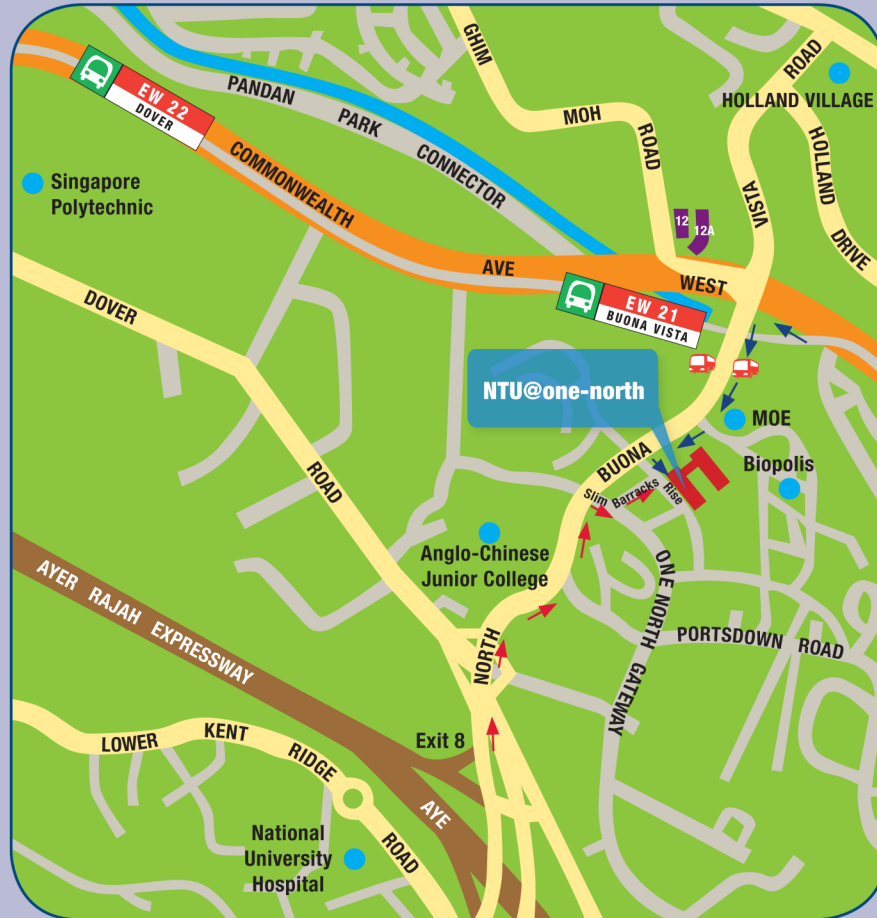 GHIM
MOH
ROAD
ROAD
HOLLAND VILLAGE
HOLLAND
DRIVE
VISTA
12
12A
EW 22
DOVER
PANDAN
PARK
CONNECTOR
COMMONWEALTH
AVE
WEST
Singapore
Polytechnic
EW 21
BUONA VISTA
DOVER
ROAD
NTU@one-north
MOE
Biopolis
BUONA
Slim Barracks Rise
Anglo-Chinese
Junior College
ONE NORTH GATEWAY
PORTSDOWN ROAD
NORTH
AYER RAJAH EXPRESSWAY
Exit 8
AYE
LOWER KENT RIDGE
ROAD
National
University
Hospital